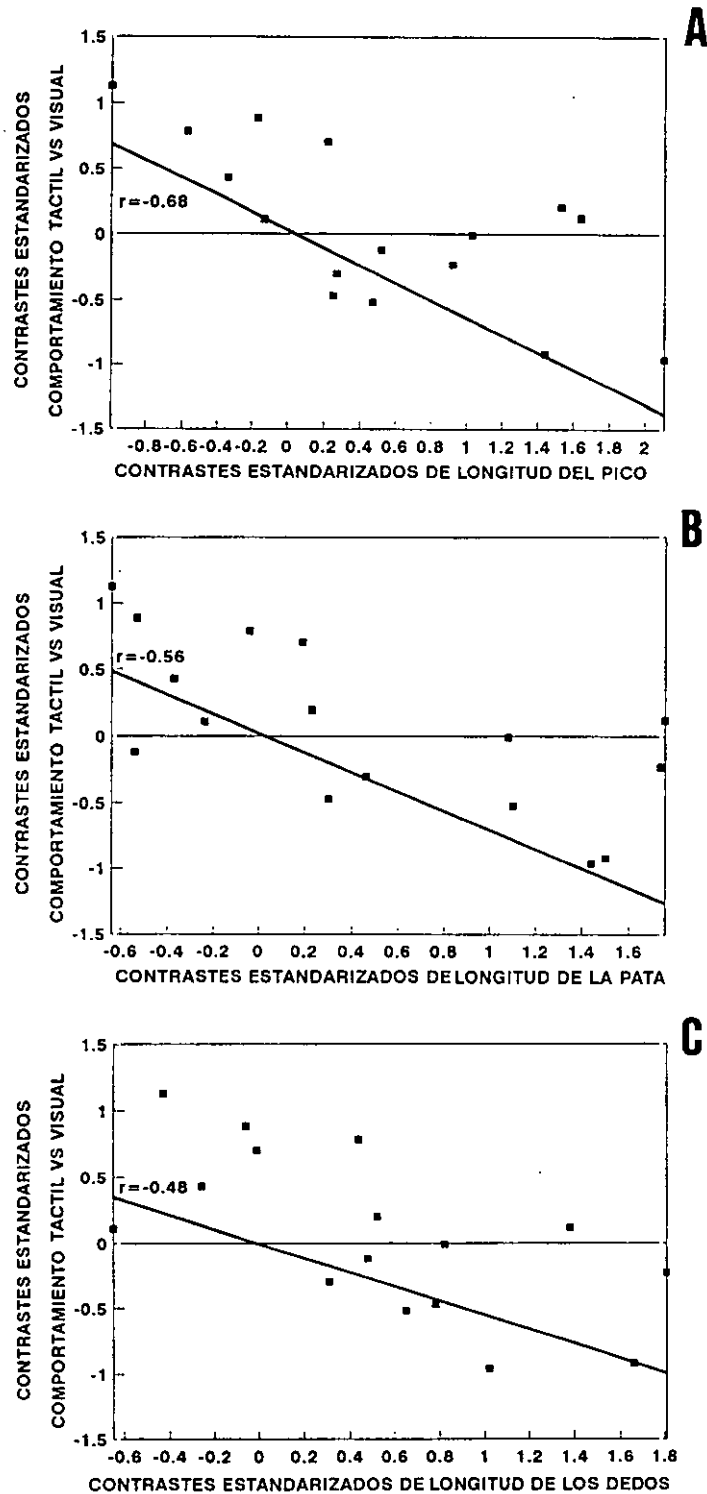 A
CONTRASTES ESTANDARIZADOS
COMPORTAMIENTO TACTIL VS VISUAL
1.5
1
0.5
0
-0.5
-1
-1.5
r=-0.68
-0.8 -0.6 -0.4 -0.2 0 0.2 0.4 0.6 0.8 1 1.2 1.4 1.6 1.8 2
CONTRASTES ESTANDARIZADOS DE LONGITUD DEL PICO
B
CONTRASTES ESTANDARIZADOS
COMPORTAMIENTO TACTIL VS VISUAL
1.5
1
0.5
0
-0.5
-1
-1.5
r=-0.56
-0.6 -0.4 -0.2 0 0.2 0.4 0.6 0.8 1 1.2 1.4 1.6
CONTRASTES ESTANDARIZADOS DE LONGITUD DE LA PATA
C
CONTRASTES ESTANDARIZADOS
COMPORTAMIENTO TACTIL VS VISUAL
1.5
1
0.5
0
-0.5
-1
-1.5
r=-0.48
-0.6 -0.4 -0.2 0 0.2 0.4 0.6 0.8 1 1.2 1.4 1.6 1.8
CONTRASTES ESTANDARIZADOS DE LONGITUD DE LOS DEDOS